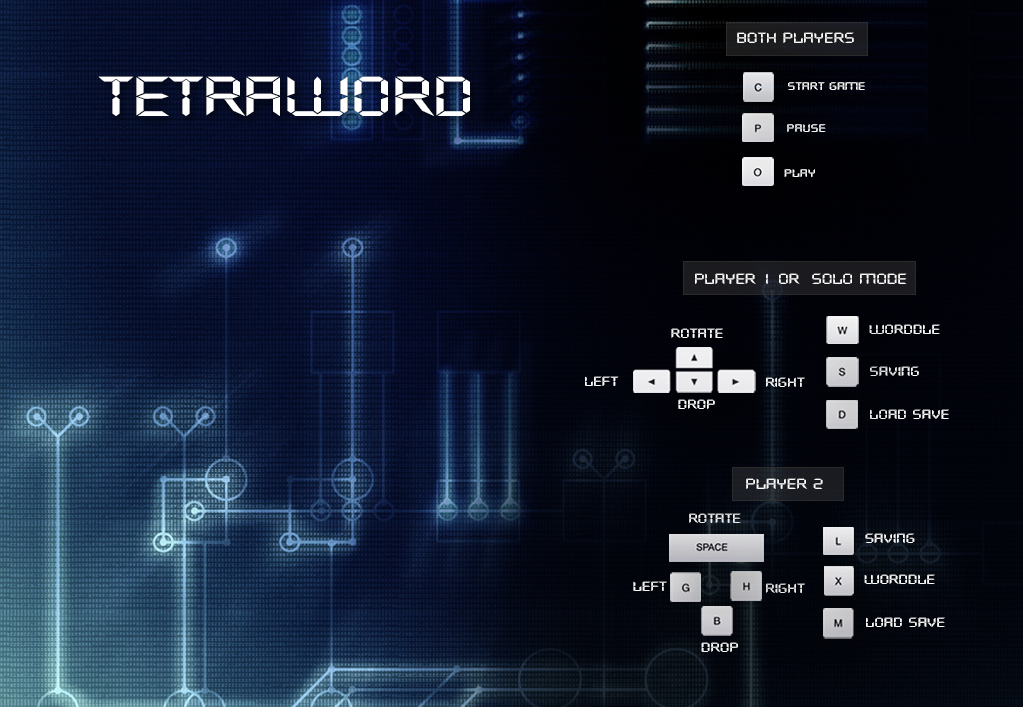 TETRAWORD
BOTH PLAYERS
C START GAME
P PAUSE
O PLAY
PLAYER 1 OR SOLO MODE
ROTATE
LEFT RIGHT
DROP
W WORDDLE
S SAVING
D LOAD SAVE
PLAYER 2
ROTATE
SPACE
LEFT G H RIGHT
B
DROP
L SAVING
X WORDDLE
M LOAD SAVE